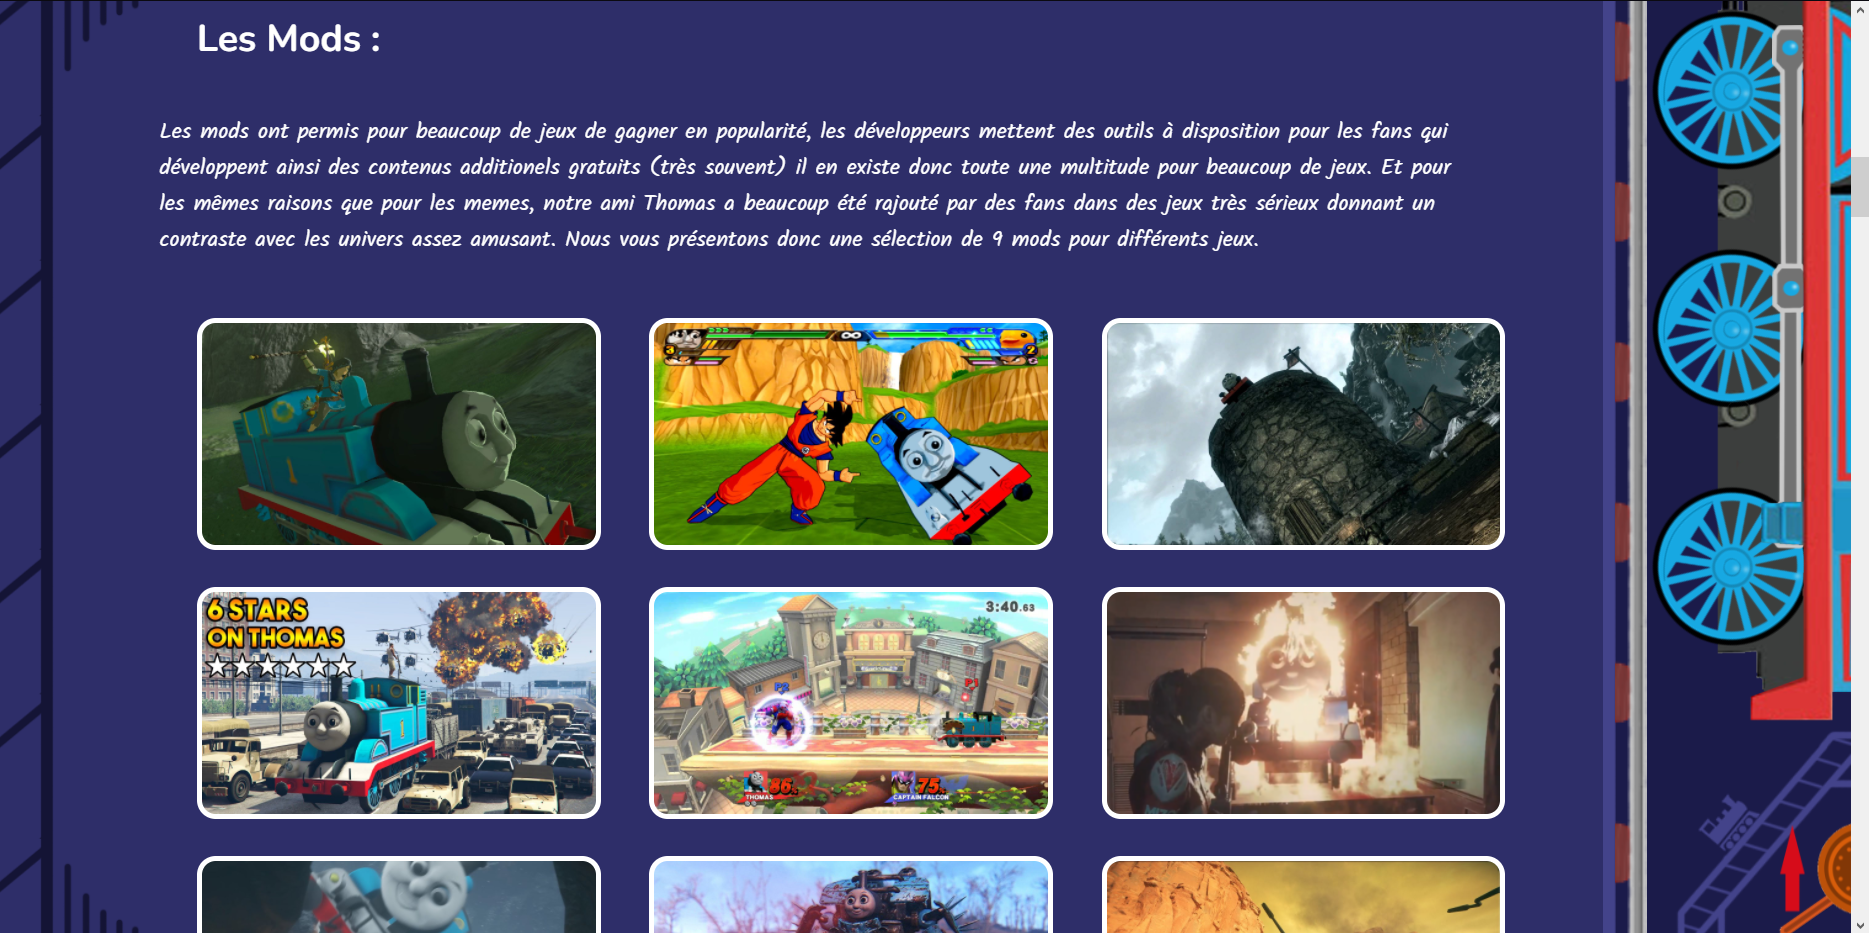 Les Mods :
Les mods ont permis pour beaucoup de jeux de gagner en popularité, les développeurs mettent des outils à disposition pour les fans qui
développent ainsi des contenus additionels gratuits (très souvent) il en existe donc toute une multitude pour beaucoup de jeux. Et pour
les mêmes raisons que pour les memes, notre ami Thomas a beaucoup été rajouté par des fans dans des jeux très sérieux donnant un
contraste avec les univers assez amusant. Nous vous présentons donc une sélection de 9 mods pour différents jeux.
3
2
6 STARS
ON THOMAS
1
3:40.63
P2
P1
86%
THOMAS
75%
CAPTAIN FALCON